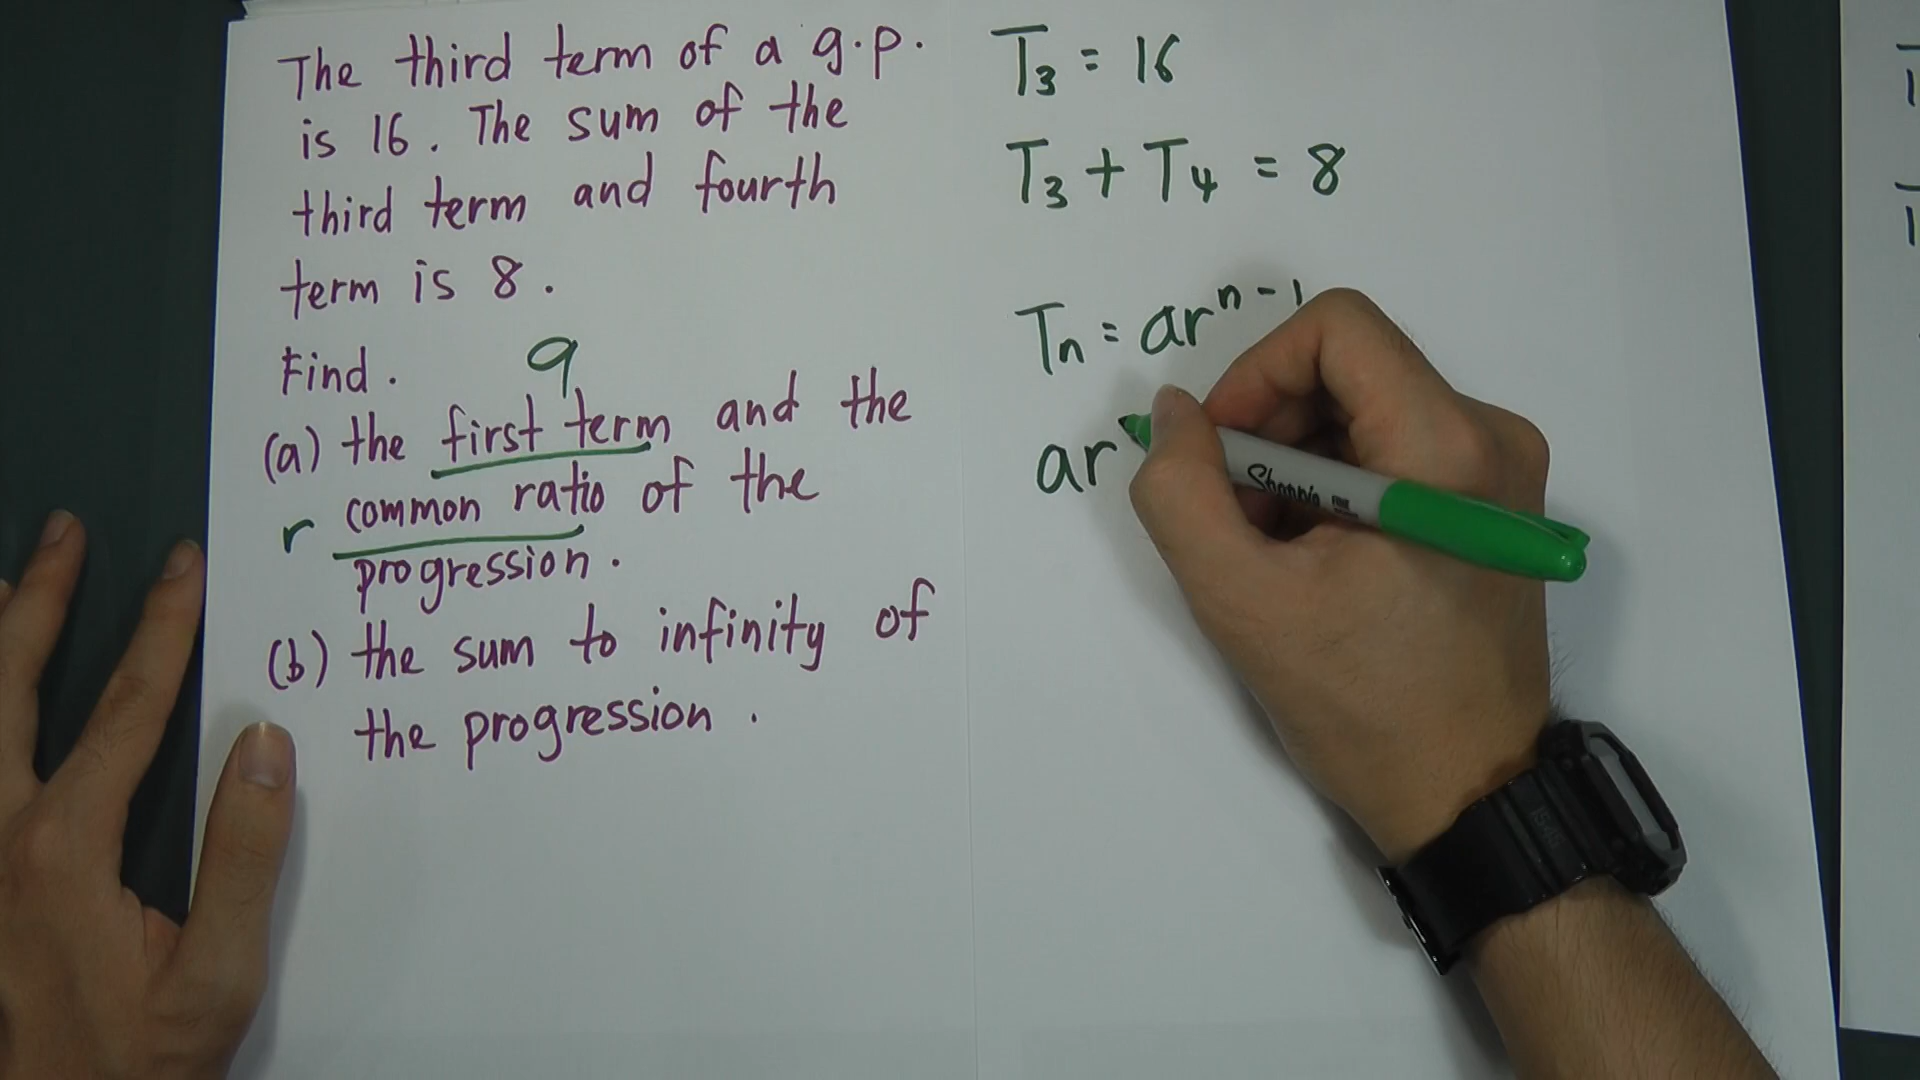 The third term of a g.p.
is 16. The sum of the
third term and fourth
term is 8.
Find.
a
(a) the first term and the
r common ratio of the
progression.
(b) the sum to infinity of
the progression.
T₃ = 16
T₃ + T₄ = 8
Tₙ = arⁿ⁻¹
ar
Sharpie